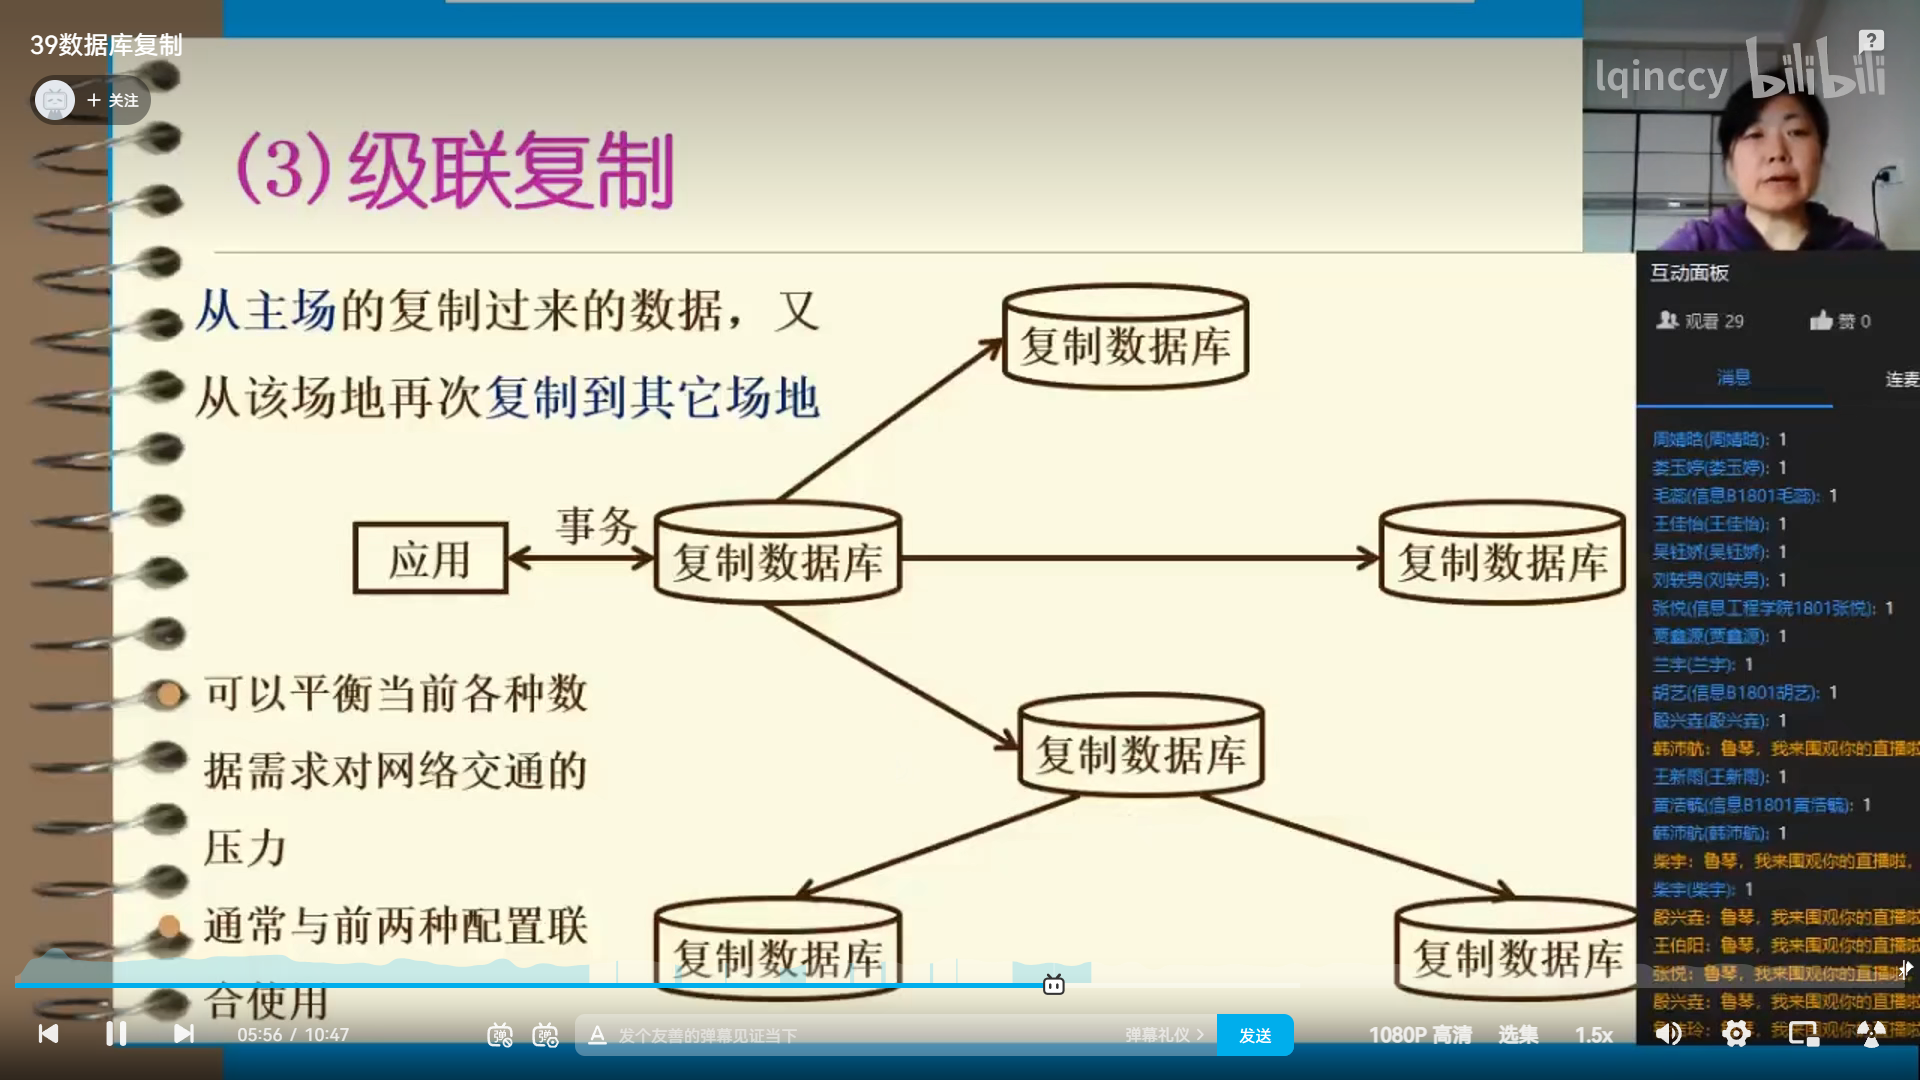 39数据库复制
+ 关注
lqinccy bilibili
(3) 级联复制
从主场的复制过来的数据，又
从该场地再次复制到其它场地
复制数据库
事务
应用
复制数据库
复制数据库
可以平衡当前各种数
据需求对网络交通的
压力
复制数据库
通常与前两种配置联
合使用
复制数据库
复制数据库
互动面板
观看 29
赞 0
消息
连麦
周婧晗(周婧晗): 1
娄玉婷(娄玉婷): 1
毛蕊(信息B1801毛蕊): 1
王佳怡(王佳怡): 1
吴钰娇(吴钰娇): 1
刘轶男(刘轶男): 1
张悦(信息工程学院1801张悦): 1
贾鑫源(贾鑫源): 1
兰宇(兰宇): 1
胡艺(信息B1801胡艺): 1
殷兴垚(殷兴垚): 1
韩沛航: 鲁琴，我来围观你的直播啦
王新雨(王新雨): 1
黄浩毓(信息B1801黄浩毓): 1
韩沛航(韩沛航): 1
柴宇: 鲁琴，我来围观你的直播啦，
柴宇(柴宇): 1
殷兴垚: 鲁琴，我来围观你的直播啦
王伯阳: 鲁琴，我来围观你的直播啦
张悦: 鲁琴，我来围观你的直播啦
殷兴垚: 鲁琴，我来围观你的直播啦
我来围观你的直播啦
05:56 / 10:47
弹
弹
A 发个友善的弹幕见证当下
弹幕礼仪 >
发送
1080P 高清
选集
1.5x